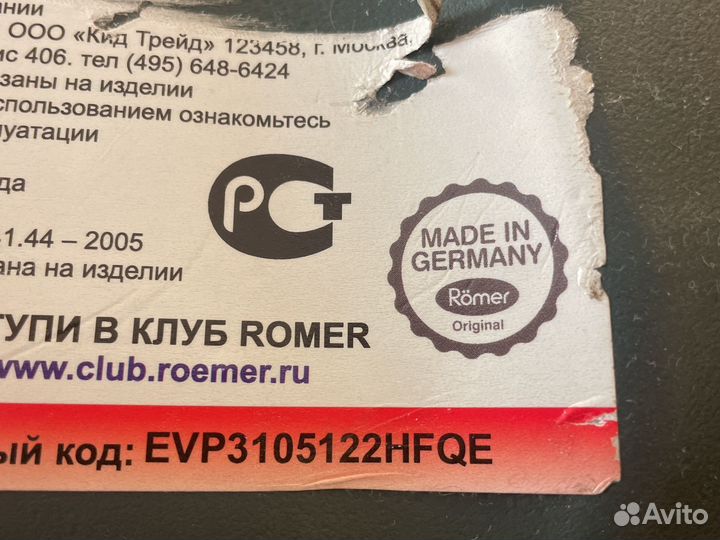 ании
ООО «Кид Трейд» 123458, г. Москва,
ис 406. тел (495) 648-6424
азаны на изделии
спользованием ознакомьтесь
луатации
да
РСТ
1.44 – 2005
ана на изделии
MADE IN
GERMANY
Römer
Original
ТУПИ В КЛУБ ROMER
www.club.roemer.ru
ый код: EVP3105122HFQE
Avito